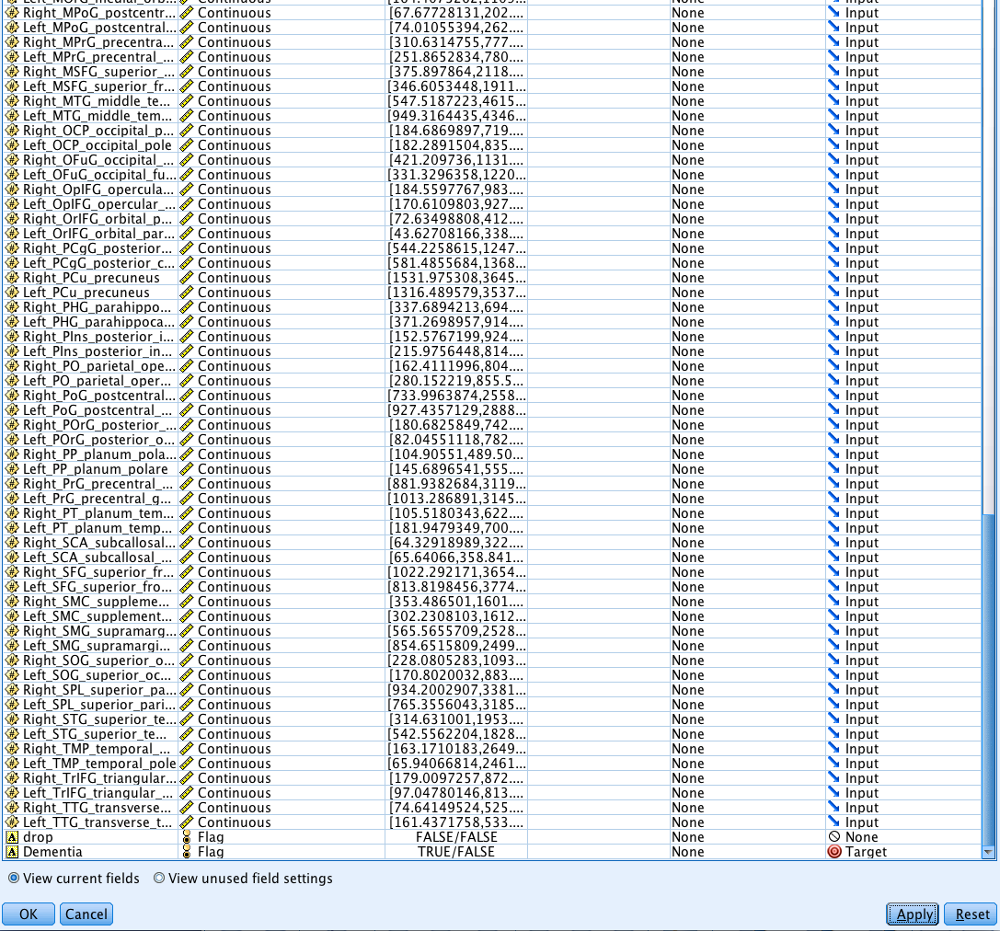 Right_MPoG_postcentr... Continuous [67.67728131,202.... None Input
Left_MPoG_postcentral... Continuous [74.01055394,262.... None Input
Right_MPrG_precentra... Continuous [310.6314755,777.... None Input
Left_MPrG_precentral_... Continuous [251.8652834,780.... None Input
Right_MSFG_superior_... Continuous [375.897864,2118.... None Input
Left_MSFG_superior_fr... Continuous [346.6053448,1911... None Input
Right_MTG_middle_te... Continuous [547.5187223,4615... None Input
Left_MTG_middle_tem... Continuous [949.3164435,4346... None Input
Right_OCP_occipital_p... Continuous [184.6869897,719.... None Input
Left_OCP_occipital_pole Continuous [182.2891504,835.... None Input
Right_OFuG_occipital_... Continuous [421.209736,1131.... None Input
Left_OFuG_occipital_fu... Continuous [331.3296358,1220... None Input
Right_OpIFG_opercula... Continuous [184.5597767,983.... None Input
Left_OpIFG_opercular_... Continuous [170.6109803,927.... None Input
Right_OrIFG_orbital_p... Continuous [72.63498808,412.... None Input
Left_OrIFG_orbital_par... Continuous [43.62708166,338.... None Input
Right_PCgG_posterior... Continuous [544.2258615,1247... None Input
Left_PCgG_posterior_c... Continuous [581.4855684,1368... None Input
Right_PCu_precuneus Continuous [1531.975308,3645... None Input
Left_PCu_precuneus Continuous [1316.489579,3537... None Input
Right_PHG_parahippo... Continuous [337.6894213,694.... None Input
Left_PHG_parahippoca... Continuous [371.2698957,914.... None Input
Right_PIns_posterior_i... Continuous [152.5767199,924.... None Input
Left_PIns_posterior_in... Continuous [215.9756448,814.... None Input
Right_PO_parietal_ope... Continuous [162.4111996,804.... None Input
Left_PO_parietal_oper... Continuous [280.152219,855.5... None Input
Right_PoG_postcentral... Continuous [733.9963874,2558... None Input
Left_PoG_postcentral_... Continuous [927.4357129,2888... None Input
Right_POrG_posterior_... Continuous [180.6825849,742.... None Input
Left_POrG_posterior_o... Continuous [82.04551118,782.... None Input
Right_PP_planum_pola... Continuous [104.90551,489.50... None Input
Left_PP_planum_polare Continuous [145.6896541,555.... None Input
Right_PrG_precentral_... Continuous [881.9382684,3119... None Input
Left_PrG_precentral_g... Continuous [1013.286891,3145... None Input
Right_PT_planum_tem... Continuous [105.5180343,622.... None Input
Left_PT_planum_temp... Continuous [181.9479349,700.... None Input
Right_SCA_subcallosal... Continuous [64.32918989,322.... None Input
Left_SCA_subcallosal_... Continuous [65.64066,358.841... None Input
Right_SFG_superior_fr... Continuous [1022.292171,3654... None Input
Left_SFG_superior_fro... Continuous [813.8198456,3774... None Input
Right_SMC_suppleme... Continuous [353.486501,1601.... None Input
Left_SMC_supplement... Continuous [302.2308103,1612... None Input
Right_SMG_supramarg... Continuous [565.5655709,2528... None Input
Left_SMG_supramargi... Continuous [854.6515809,2499... None Input
Right_SOG_superior_o... Continuous [228.0805283,1093... None Input
Left_SOG_superior_oc... Continuous [170.8020032,883.... None Input
Right_SPL_superior_pa... Continuous [934.2002907,3381... None Input
Left_SPL_superior_pari... Continuous [765.3556043,3185... None Input
Right_STG_superior_te... Continuous [314.631001,1953.... None Input
Left_STG_superior_te... Continuous [542.5562204,1828... None Input
Right_TMP_temporal_... Continuous [163.1710183,2649... None Input
Left_TMP_temporal_pole Continuous [65.94066814,2461... None Input
Right_TrIFG_triangular... Continuous [179.0097257,872.... None Input
Left_TrIFG_triangular_... Continuous [97.04780146,813.... None Input
Right_TTG_transverse... Continuous [74.64149524,525.... None Input
Left_TTG_transverse_t... Continuous [161.4371758,533.... None Input
drop Flag FALSE/FALSE None None
Dementia Flag TRUE/FALSE None Target
View current fields View unused field settings
OK Cancel Apply Reset